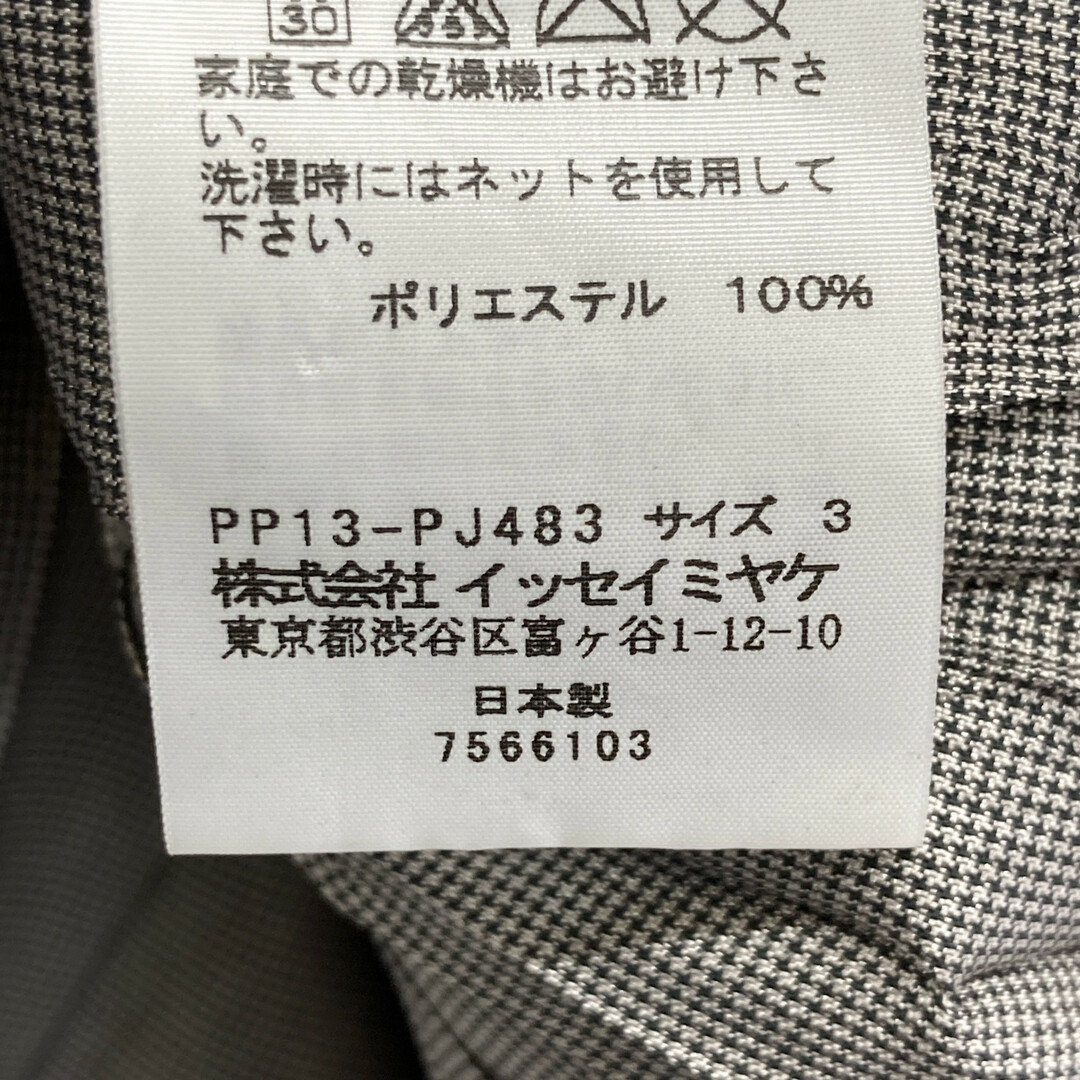 30
家庭での乾燥機はお避け下さ
い。
洗濯時にはネットを使用して
下さい。
ポリエステル 100%
PP13-PJ483 サイズ 3
株式会社 イッセイミヤケ
東京都渋谷区富ヶ谷1-12-10
日本製
7566103